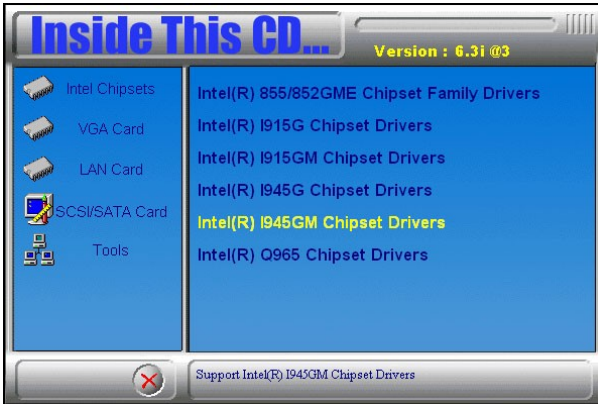 Inside This CD...
Version : 6.3i @3
Intel Chipsets
VGA Card
LAN Card
SCSI/SATA Card
Tools
Intel(R) 855/852GME Chipset Family Drivers
Intel(R) I915G Chipset Drivers
Intel(R) I915GM Chipset Drivers
Intel(R) I945G Chipset Drivers
Intel(R) I945GM Chipset Drivers
Intel(R) Q965 Chipset Drivers
Support Intel(R) I945GM Chipset Drivers